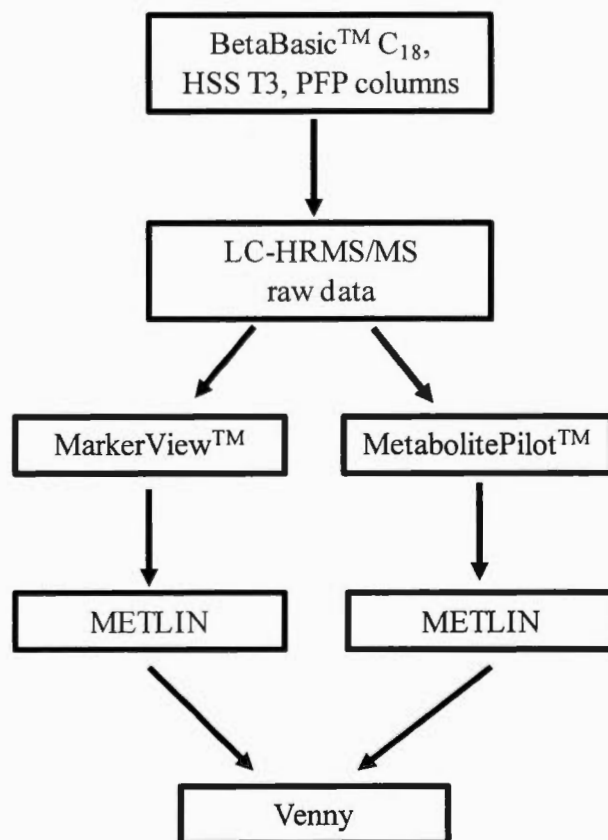 BetaBasic™ C₁₈,
HSS T3, PFP columns
LC-HRMS/MS
raw data
MarkerView™
MetabolitePilot™
METLIN
METLIN
Venny